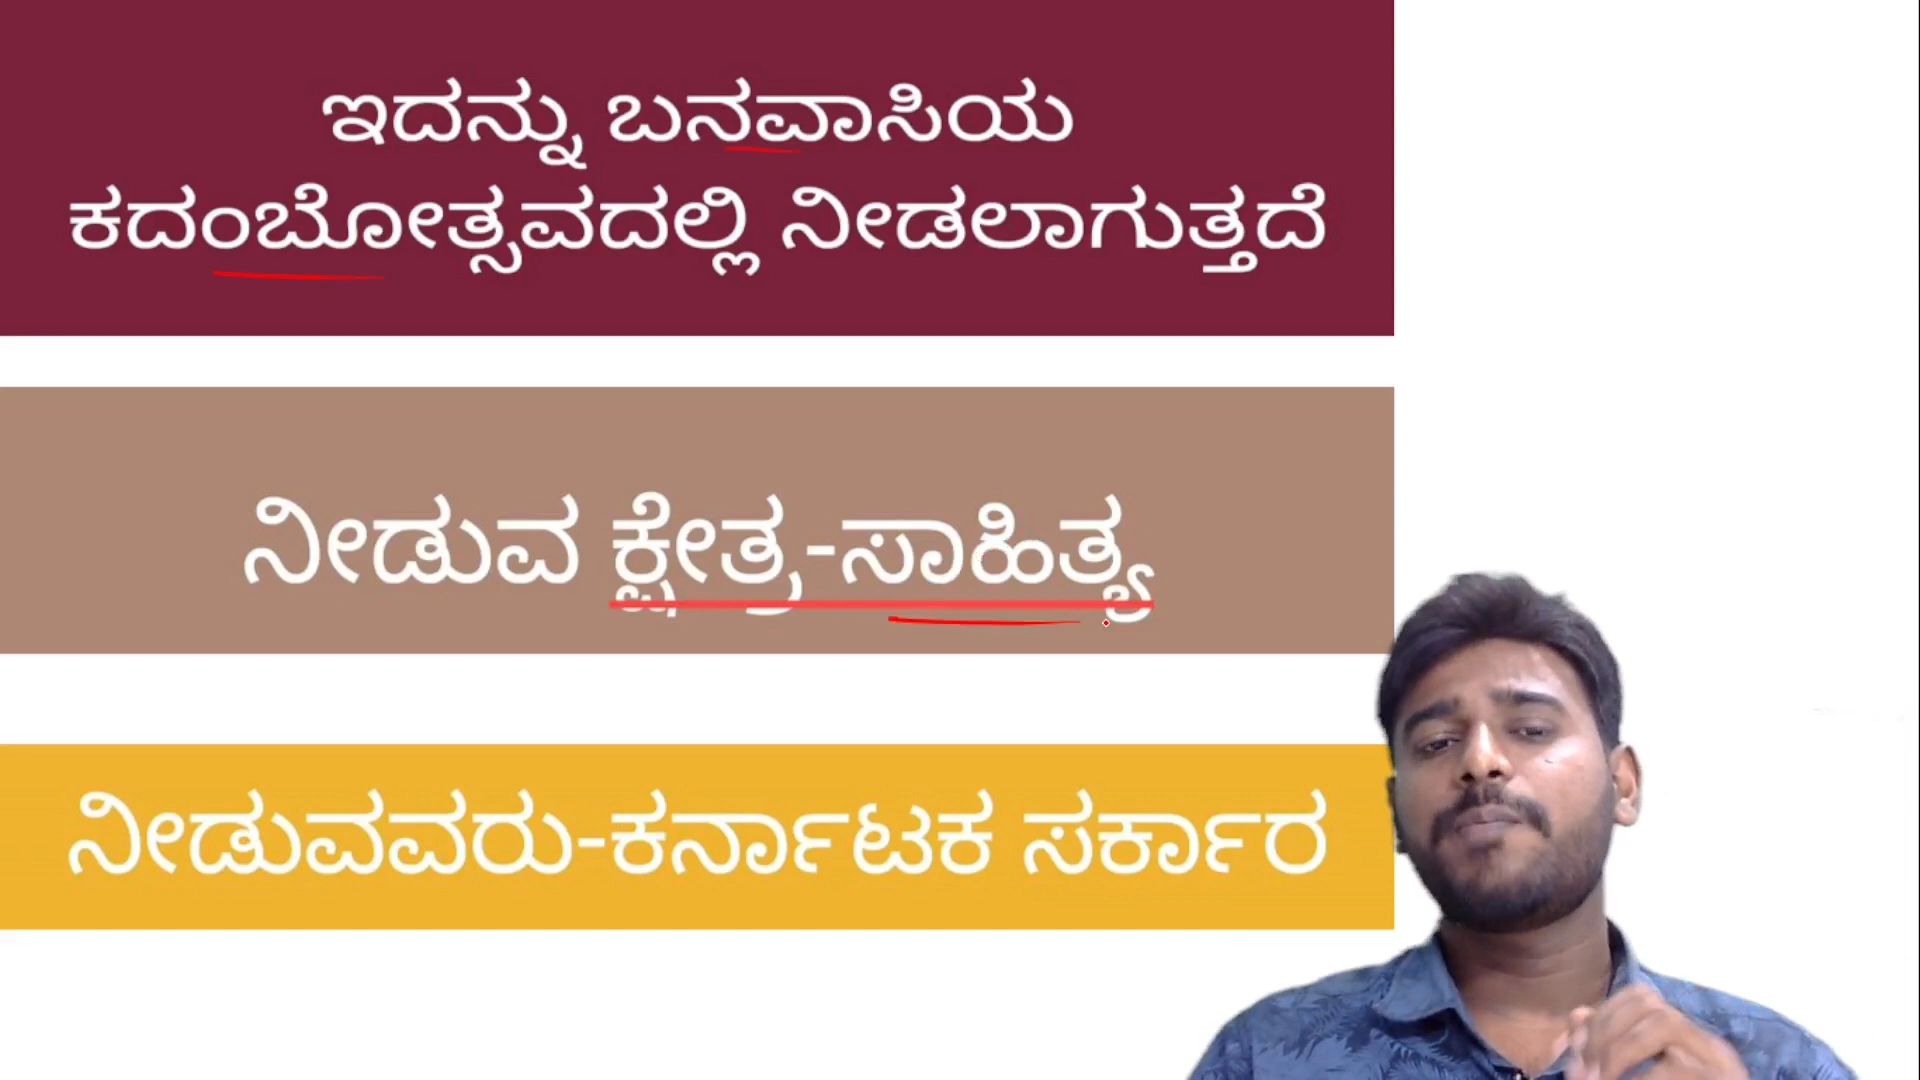 ಇದನ್ನು ಬನವಾಸಿಯ
ಕದಂಬೋತ್ಸವದಲ್ಲಿ ನೀಡಲಾಗುತ್ತದೆ
ನೀಡುವ ಕ್ಷೇತ್ರ-ಸಾಹಿತ್ಯ
ನೀಡುವವರು-ಕರ್ನಾಟಕ ಸರ್ಕಾರ